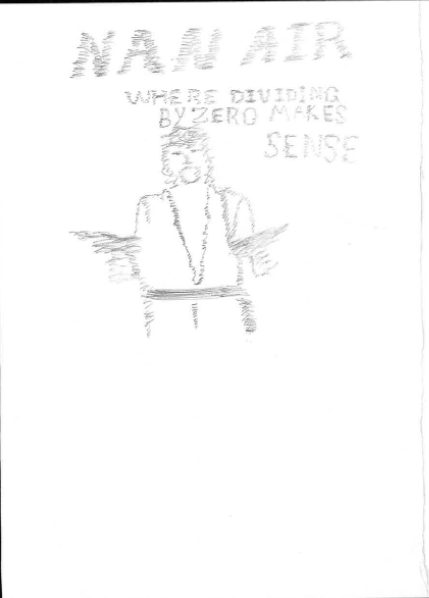 NAN AIR
WHERE DIVIDING
BY ZERO MAKES
SENSE